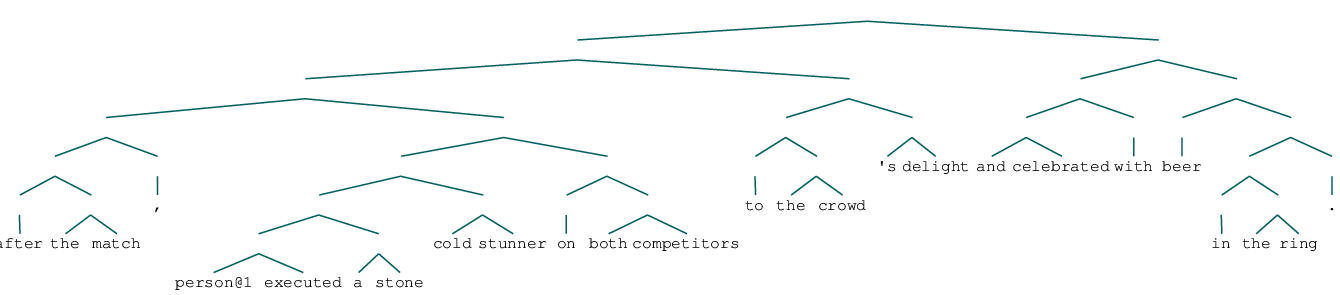 after the match , person@1 executed a stone cold stunner on both competitors to the crowd 's delight and celebrated with beer in the ring .